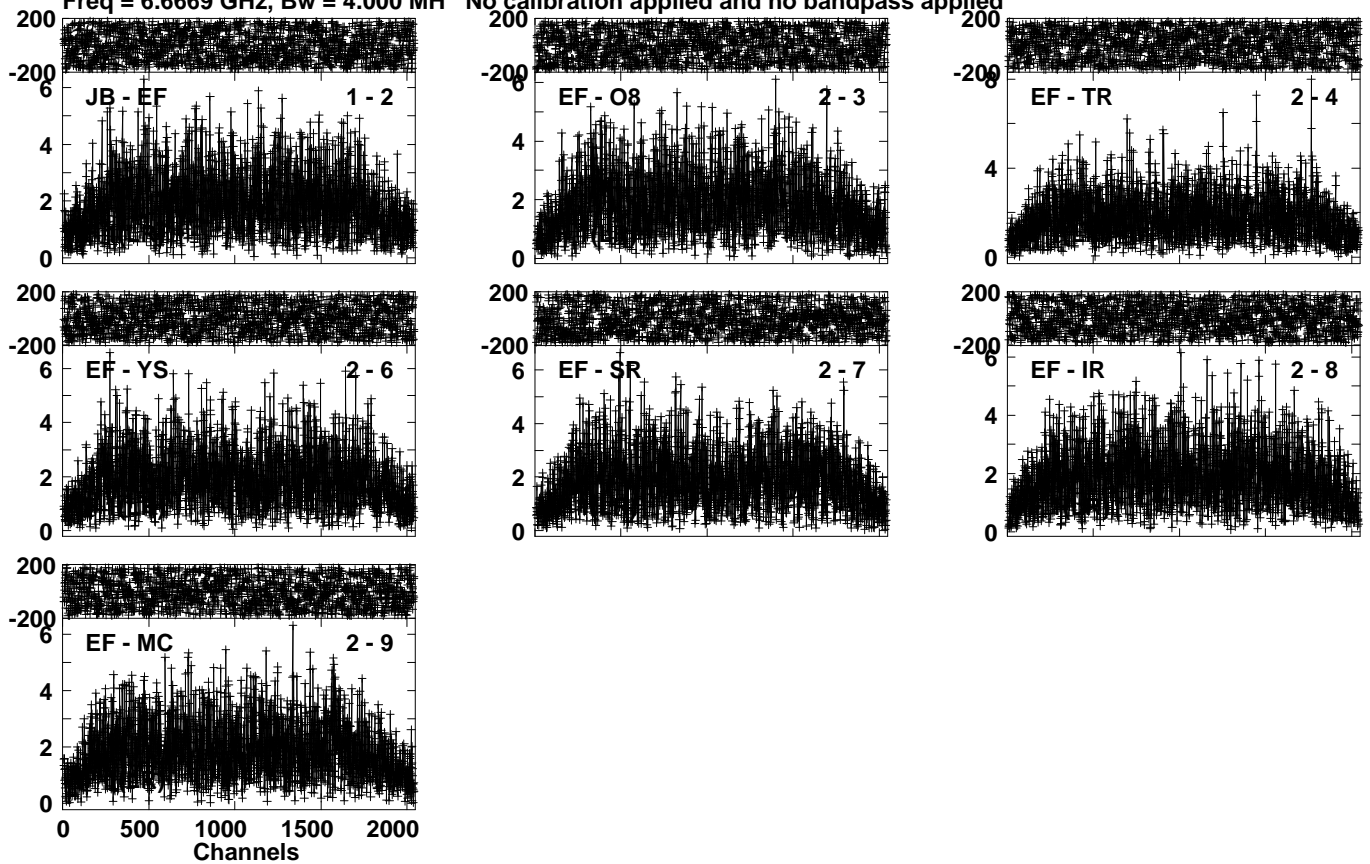 Freq = 6.6669 GHz, Bw = 4.000 MH No calibration applied and no bandpass applied
200 200 200
-200 -200 -200
6 JB - EF 1 - 2 6 EF - O8 2 - 3 8 EF - TR 2 - 4
4 4 4
2 2
0 0 0
200 200 200
-200 -200 -200
6 EF - YS 2 - 6 6 EF - SR 2 - 7 6 EF - IR 2 - 8
4 4 4
2 2 2
0 0 0
200
-200
6 EF - MC 2 - 9
4
2
0
0 500 1000 1500 2000
Channels